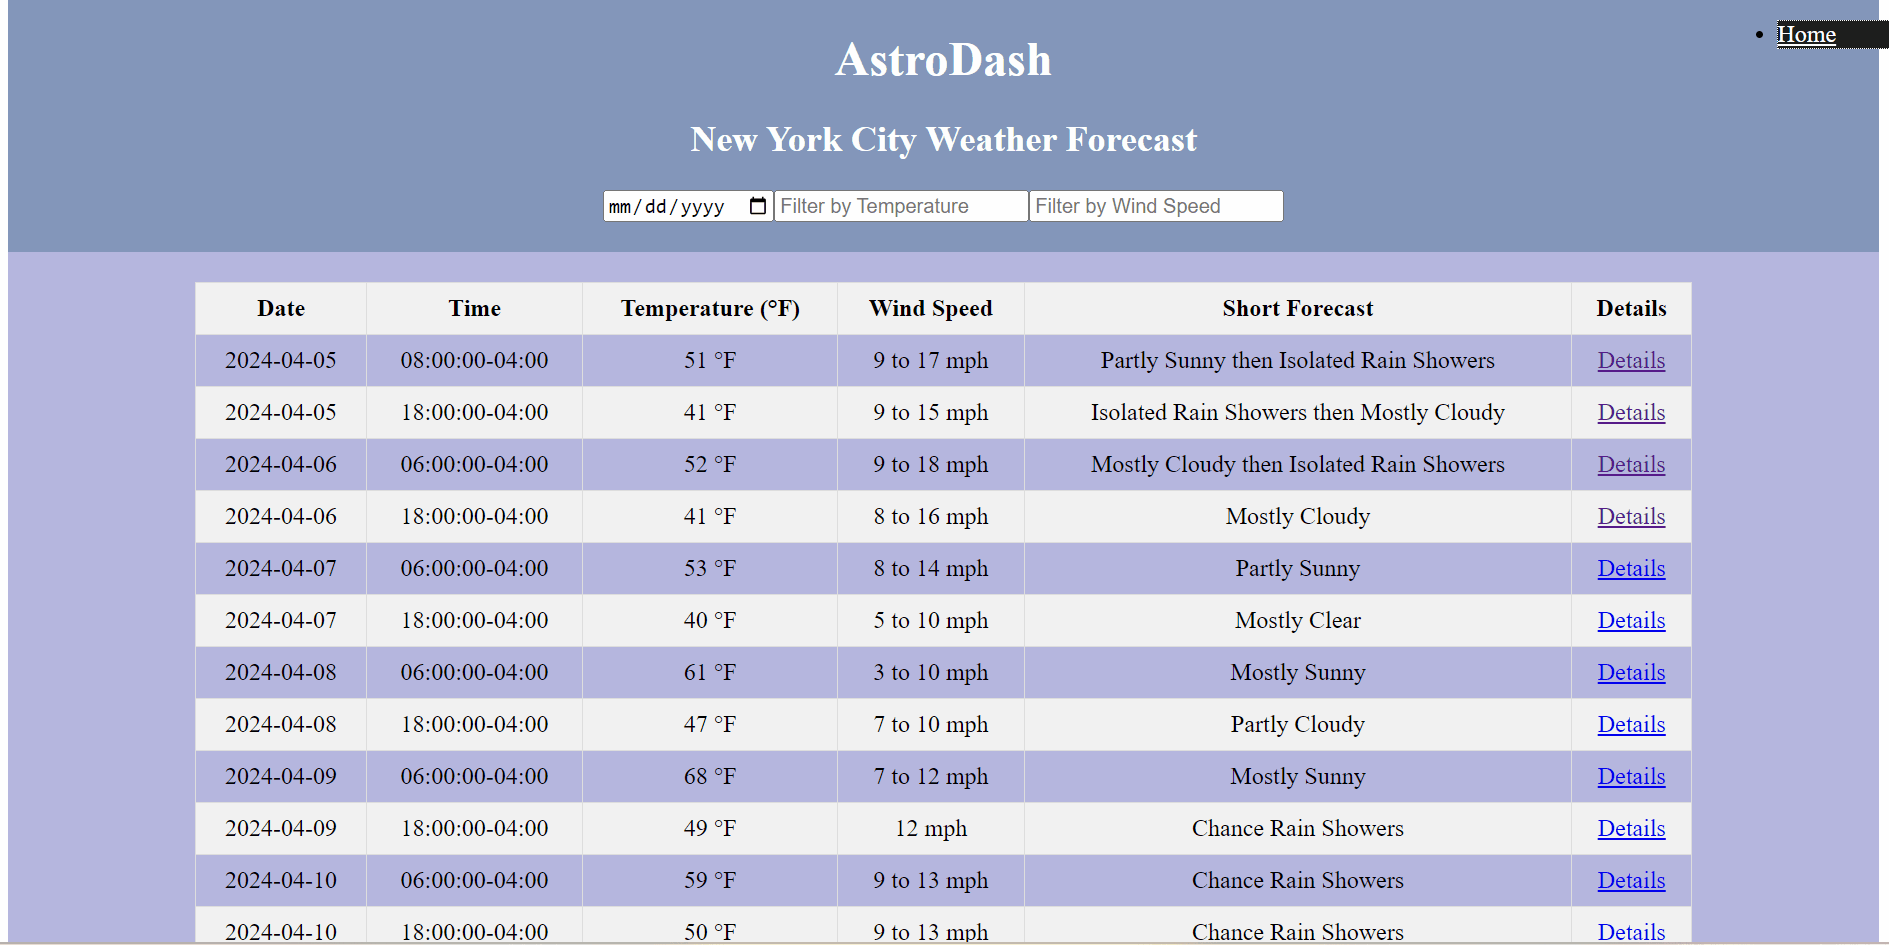 Home
AstroDash
New York City Weather Forecast
mm/dd/yyyy Filter by Temperature Filter by Wind Speed
Date Time Temperature (°F) Wind Speed Short Forecast Details
2024-04-05 08:00:00-04:00 51 °F 9 to 17 mph Partly Sunny then Isolated Rain Showers Details
2024-04-05 18:00:00-04:00 41 °F 9 to 15 mph Isolated Rain Showers then Mostly Cloudy Details
2024-04-06 06:00:00-04:00 52 °F 9 to 18 mph Mostly Cloudy then Isolated Rain Showers Details
2024-04-06 18:00:00-04:00 41 °F 8 to 16 mph Mostly Cloudy Details
2024-04-07 06:00:00-04:00 53 °F 8 to 14 mph Partly Sunny Details
2024-04-07 18:00:00-04:00 40 °F 5 to 10 mph Mostly Clear Details
2024-04-08 06:00:00-04:00 61 °F 3 to 10 mph Mostly Sunny Details
2024-04-08 18:00:00-04:00 47 °F 7 to 10 mph Partly Cloudy Details
2024-04-09 06:00:00-04:00 68 °F 7 to 12 mph Mostly Sunny Details
2024-04-09 18:00:00-04:00 49 °F 12 mph Chance Rain Showers Details
2024-04-10 06:00:00-04:00 59 °F 9 to 13 mph Chance Rain Showers Details
2024-04-10 18:00:00-04:00 50 °F 9 to 13 mph Chance Rain Showers Details